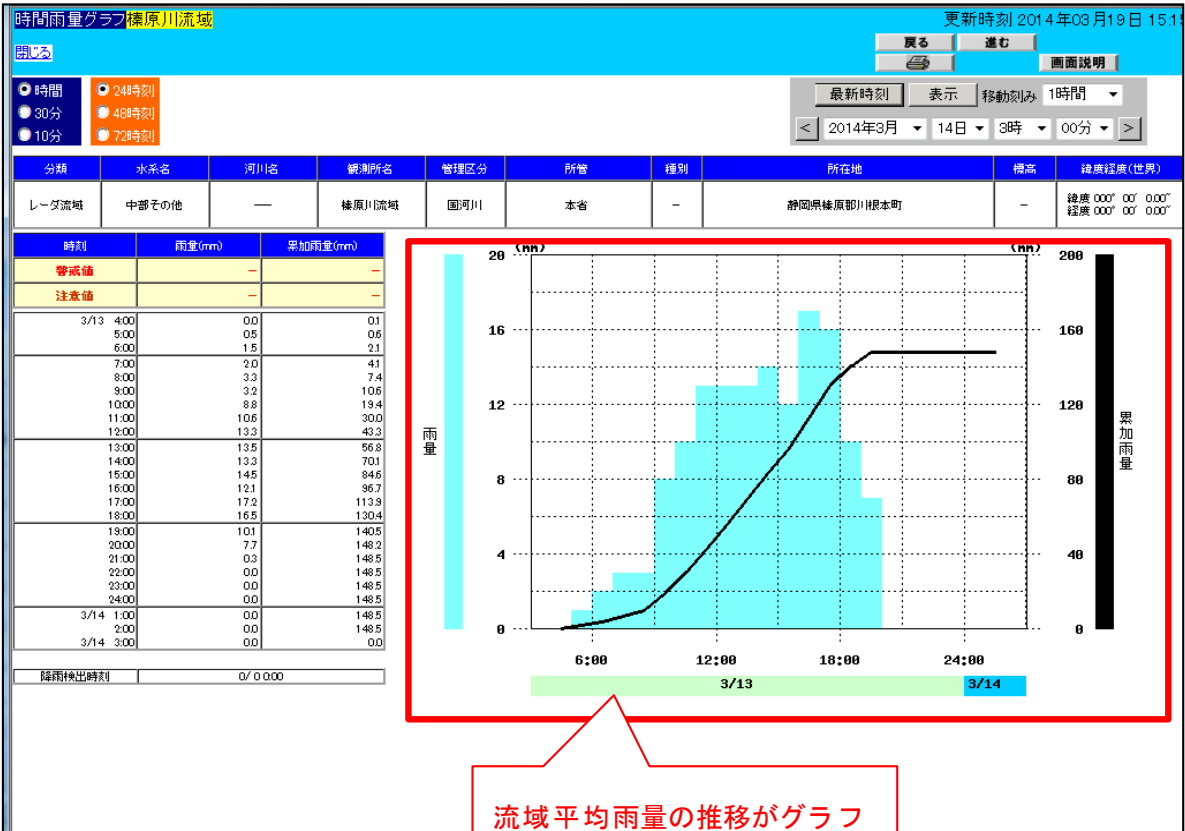 時間雨量グラフ榛原川流域 更新時刻 2014年03月19日 15:15
閉じる 戻る 進む
画面説明
時間 24時刻 最新時刻 表示 移動刻み 1時間
30分 48時刻
10分 72時刻 < 2014年3月 14日 3時 00分 >
分類 水系名 河川名 観測所名 管理区分 所管 種別 所在地 標高 緯度経度(世界)
レーダ流域 中部その他 ― 榛原川流域 国河川 本省 − 静岡県榛原郡川根本町 − 緯度 000° 00′ 0.00″
経度 000° 00′ 0.00″
時刻 雨量(mm) 累加雨量(mm)
警戒値 − −
注意値 − −
3/13 4:00 0.0 0.1
5:00 0.5 0.6
6:00 1.5 2.1
7:00 2.0 4.1
8:00 3.3 7.4
9:00 3.2 10.6
10:00 8.8 19.4
11:00 10.6 30.0
12:00 13.3 43.3
13:00 13.5 56.8
14:00 13.3 70.1
15:00 14.5 84.6
16:00 12.1 96.7
17:00 17.2 113.9
18:00 16.5 130.4
19:00 10.1 140.5
20:00 7.7 148.2
21:00 0.3 148.5
22:00 0.0 148.5
23:00 0.0 148.5
24:00 0.0 148.5
3/14 1:00 0.0 148.5
2:00 0.0 148.5
3/14 3:00 0.0 0.0
降雨検出時刻 0/ 0 0:00
(mm) (mm)
20 200
16 160
12 120
8 80
4 40
0 0
雨量
累加雨量
6:00 12:00 18:00 24:00
3/13 3/14
流域平均雨量の推移がグラフ